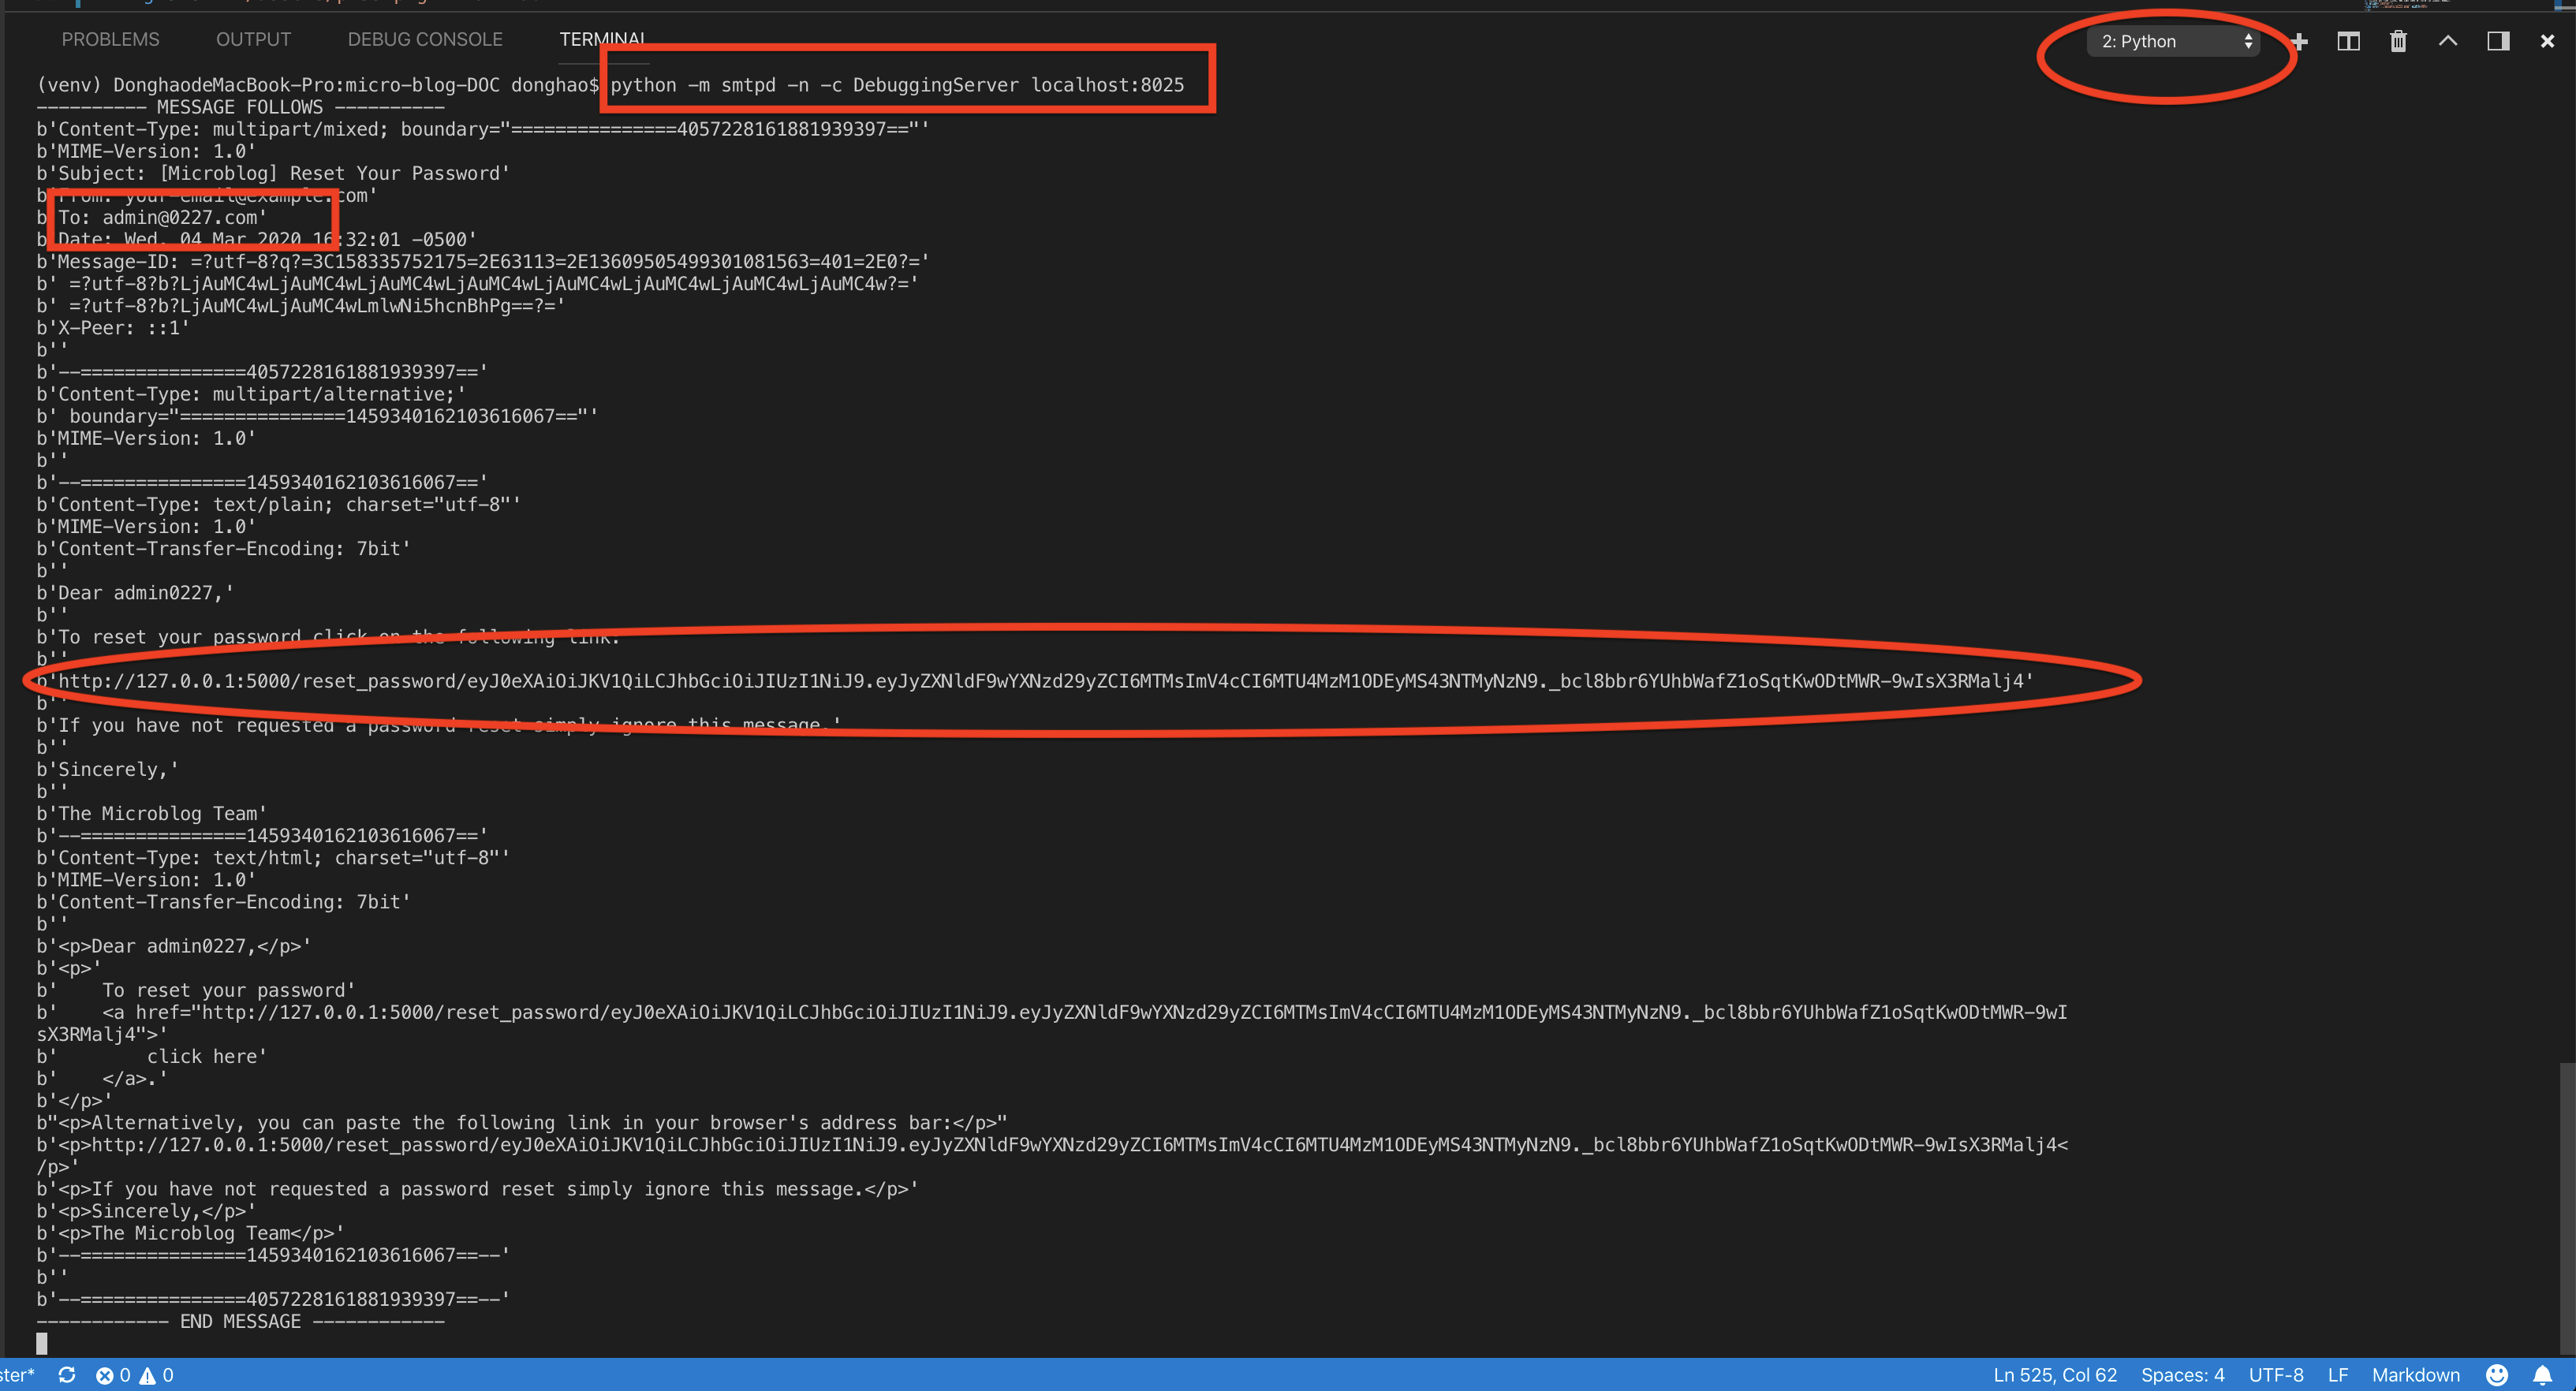 PROBLEMS OUTPUT DEBUG CONSOLE TERMINAL 2: Python
(venv) DonghaodeMacBook-Pro:micro-blog-DOC donghao$ python -m smtpd -n -c DebuggingServer localhost:8025
---------- MESSAGE FOLLOWS ----------
b'Content-Type: multipart/mixed; boundary="===============4057228161881939397=="'
b'MIME-Version: 1.0'
b'Subject: [Microblog] Reset Your Password'
b'From: your-email@example.com'
b'To: admin@0227.com'
b'Date: Wed, 04 Mar 2020 16:32:01 -0500'
b'Message-ID: =?utf-8?q?=3C158335752175=2E63113=2E13609505499301081563=401=2E0?='
b' =?utf-8?b?LjAuMC4wLjAuMC4wLjAuMC4wLjAuMC4wLjAuMC4wLjAuMC4wLjAuMC4w?='
b' =?utf-8?b?LjAuMC4wLjAuMC4wLmlwNi5hcnBhPg==?='
b'X-Peer: ::1'
b''
b'--===============4057228161881939397=='
b'Content-Type: multipart/alternative;'
b' boundary="===============1459340162103616067=="'
b'MIME-Version: 1.0'
b''
b'--===============1459340162103616067=='
b'Content-Type: text/plain; charset="utf-8"'
b'MIME-Version: 1.0'
b'Content-Transfer-Encoding: 7bit'
b''
b'Dear admin0227,'
b''
b'To reset your password click on the following link:
b''
b'http://127.0.0.1:5000/reset_password/eyJ0eXAiOiJKV1QiLCJhbGciOiJIUzI1NiJ9.eyJyZXNldF9wYXNzd29yZCI6MTMsImV4cCI6MTU4MzM1ODEyMS43NTMyNzN9._bcl8bbr6YUhbWafZ1oSqtKwODtMWR-9wIsX3RMalj4'
b''
b'If you have not requested a password reset simply ignore this message.'
b''
b'Sincerely,'
b''
b'The Microblog Team'
b'--===============1459340162103616067=='
b'Content-Type: text/html; charset="utf-8"'
b'MIME-Version: 1.0'
b'Content-Transfer-Encoding: 7bit'
b''
b'<p>Dear admin0227,</p>'
b'<p>'
b'    To reset your password'
b'    <a href="http://127.0.0.1:5000/reset_password/eyJ0eXAiOiJKV1QiLCJhbGciOiJIUzI1NiJ9.eyJyZXNldF9wYXNzd29yZCI6MTMsImV4cCI6MTU4MzM1ODEyMS43NTMyNzN9._bcl8bbr6YUhbWafZ1oSqtKwODtMWR-9wI
sX3RMalj4">'
b'        click here'
b'    </a>.'
b'</p>'
b"<p>Alternatively, you can paste the following link in your browser's address bar:</p>"
b'<p>http://127.0.0.1:5000/reset_password/eyJ0eXAiOiJKV1QiLCJhbGciOiJIUzI1NiJ9.eyJyZXNldF9wYXNzd29yZCI6MTMsImV4cCI6MTU4MzM1ODEyMS43NTMyNzN9._bcl8bbr6YUhbWafZ1oSqtKwODtMWR-9wIsX3RMalj4<
/p>'
b'<p>If you have not requested a password reset simply ignore this message.</p>'
b'<p>Sincerely,</p>'
b'<p>The Microblog Team</p>'
b'--===============1459340162103616067==--'
b''
b'--===============4057228161881939397==--'
------------ END MESSAGE ------------
ster* 0 0 Ln 525, Col 62 Spaces: 4 UTF-8 LF Markdown